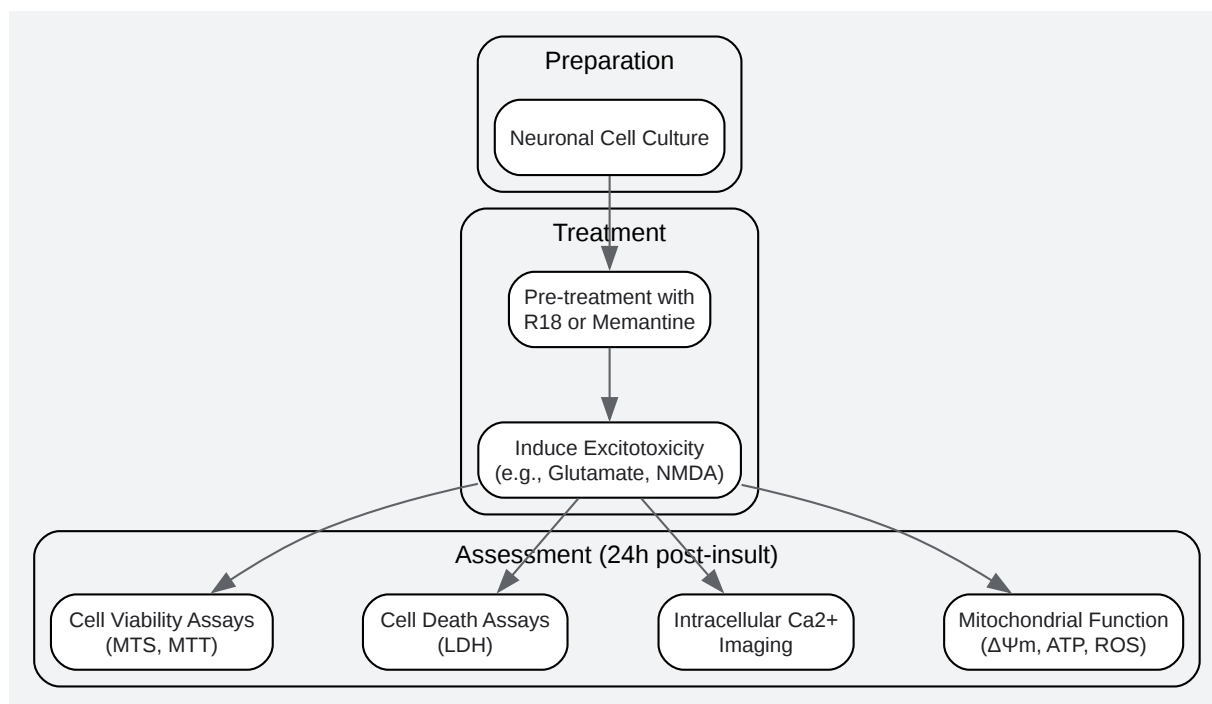 Preparation
Neuronal Cell Culture
Treatment
Pre-treatment with
R18 or Memantine
Induce Excitotoxicity
(e.g., Glutamate, NMDA)
Assessment (24h post-insult)
Cell Viability Assays
(MTS, MTT)
Cell Death Assays
(LDH)
Intracellular Ca2+
Imaging
Mitochondrial Function
(ΔΨm, ATP, ROS)